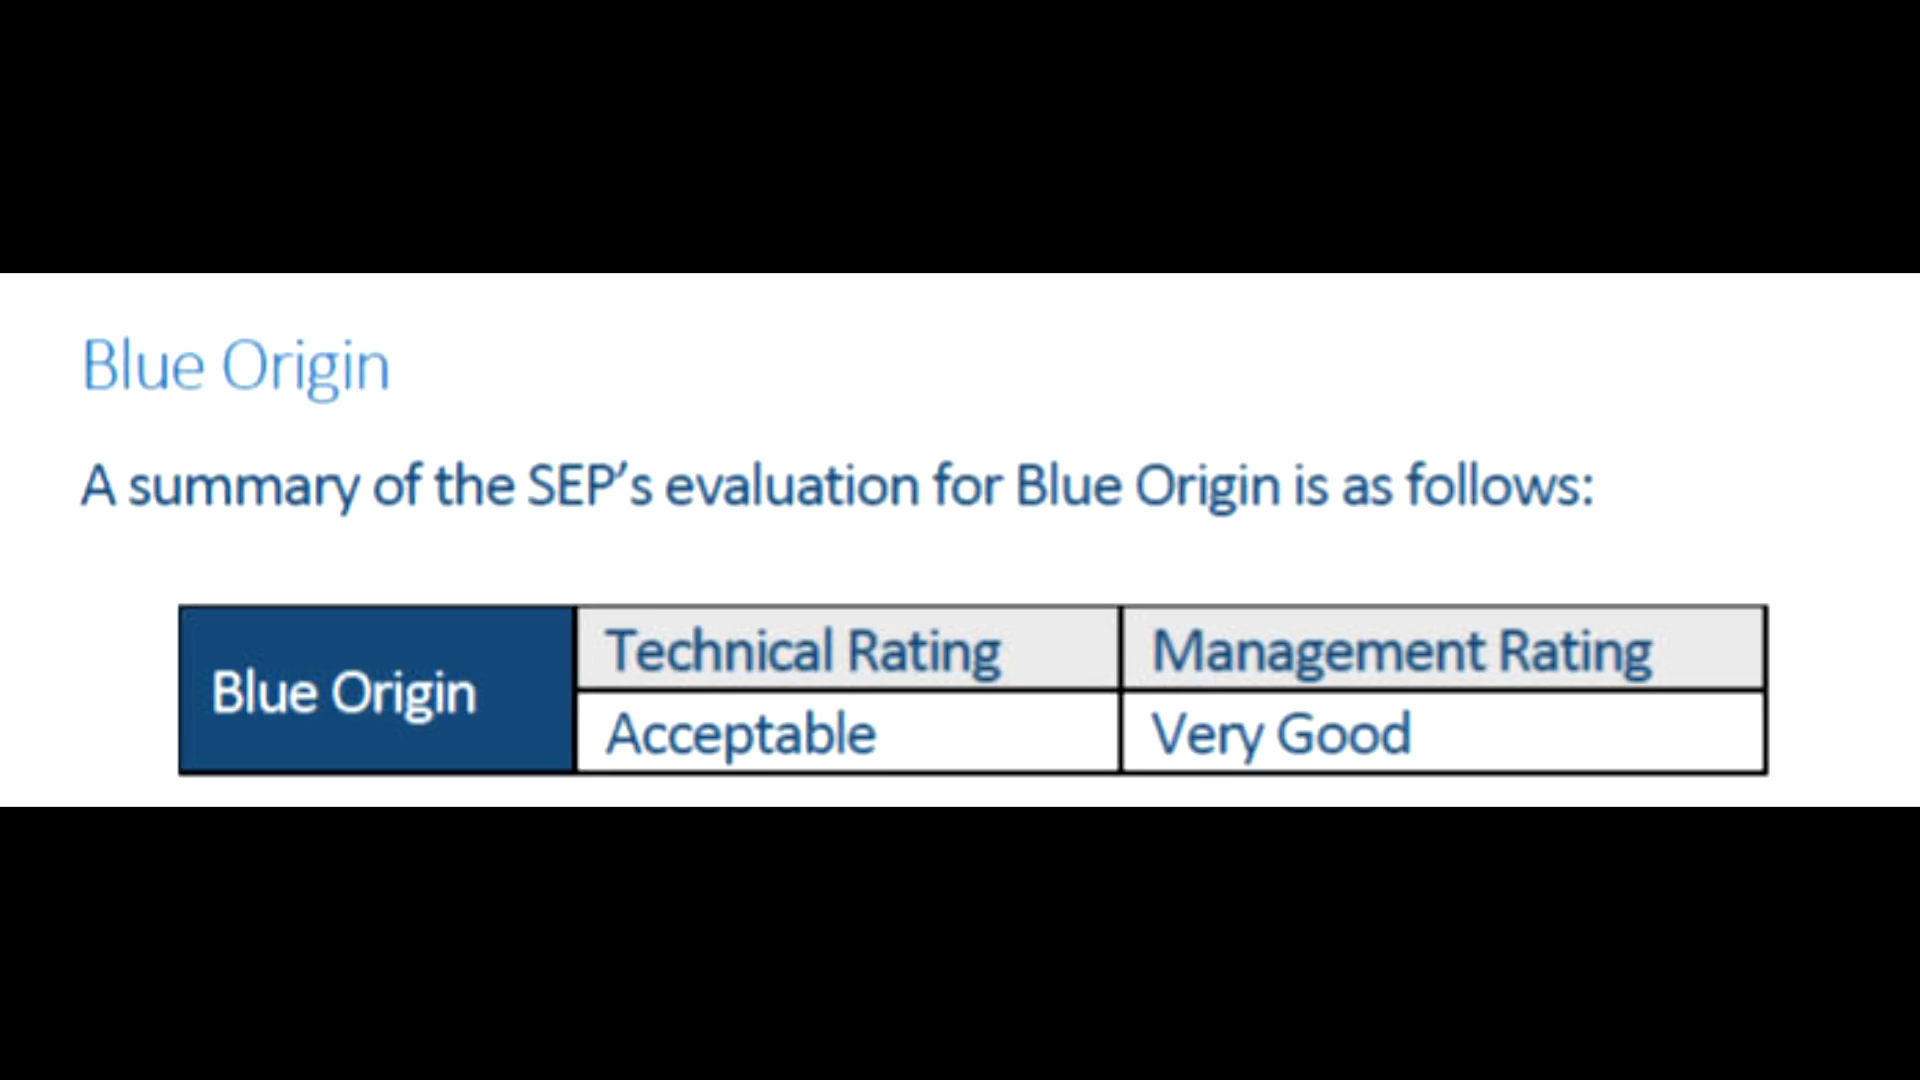 Blue Origin
A summary of the SEP’s evaluation for Blue Origin is as follows:
Blue Origin
Technical Rating
Management Rating
Acceptable
Very Good